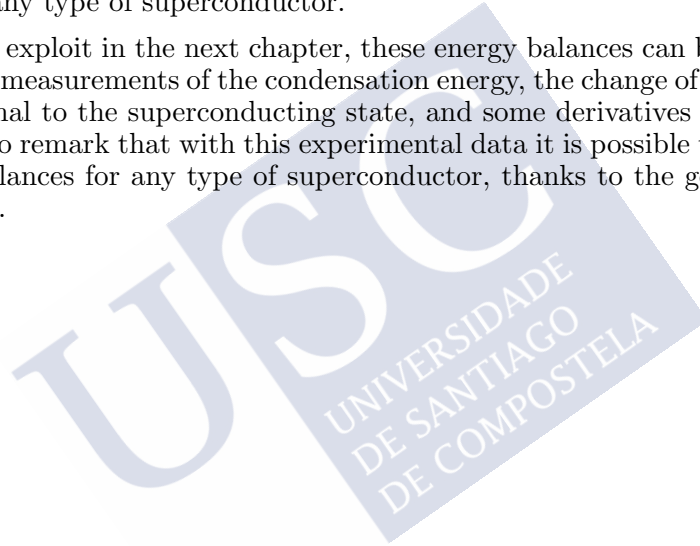 any type of superconductor.
exploit in the next chapter, these energy balances can
measurements of the condensation energy, the change of
to the superconducting state, and some derivatives
remark that with this experimental data it is possible
for any type of superconductor, thanks to the
USC
UNIVERSIDADE
DE SANTIAGO
DE COMPOSTELA